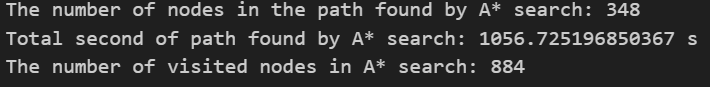 The number of nodes in the path found by A* search: 348
Total second of path found by A* search: 1056.725196850367 s
The number of visited nodes in A* search: 884